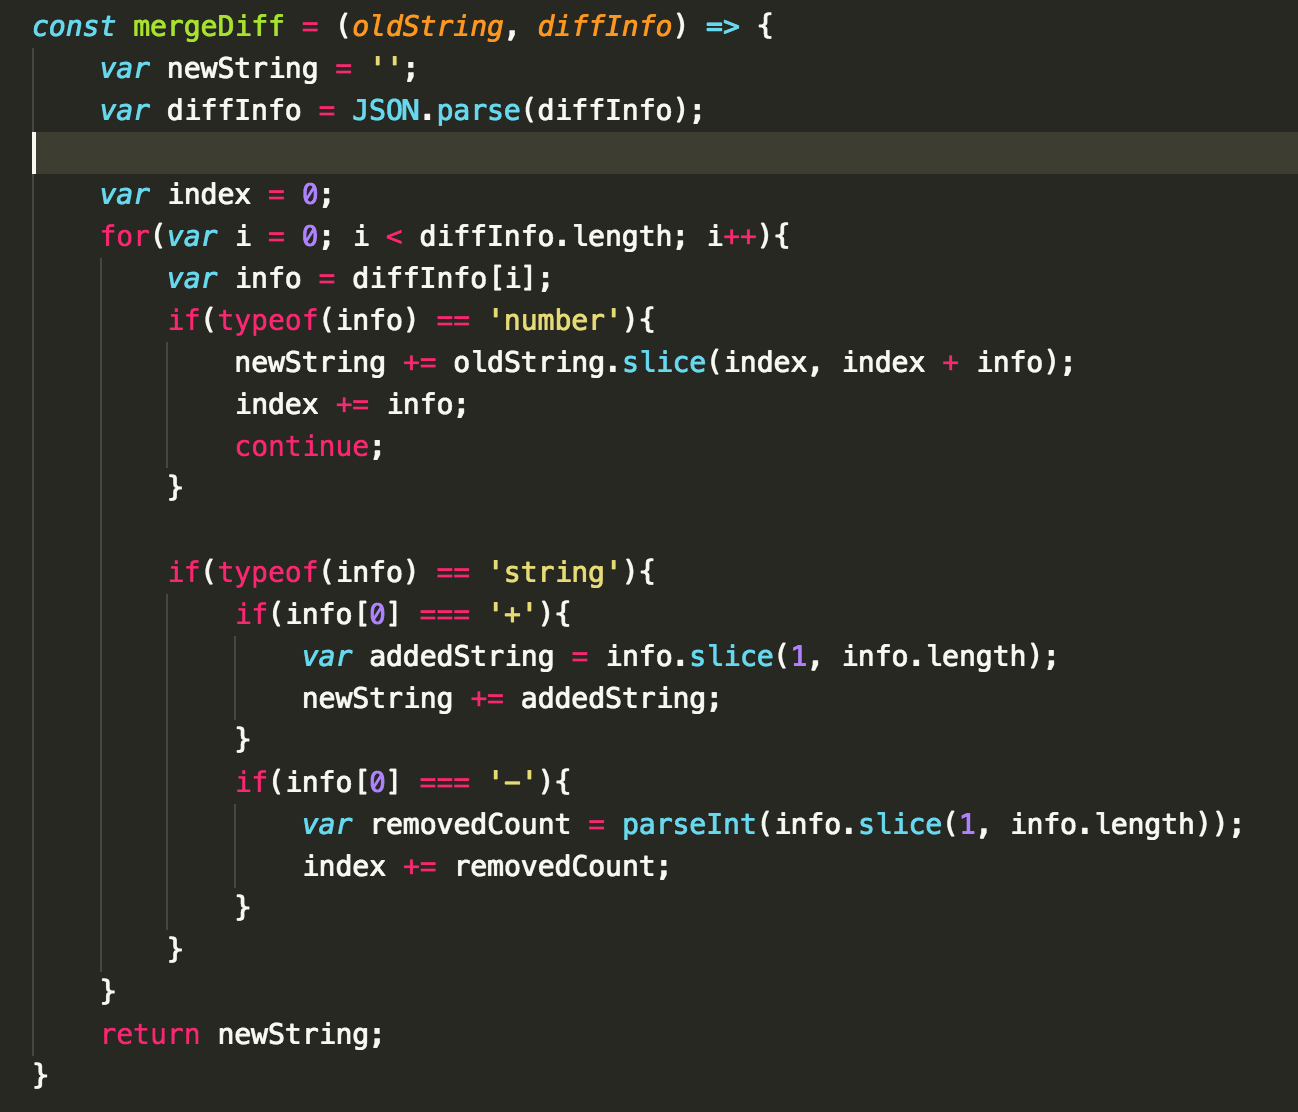 const mergeDiff = (oldString, diffInfo) => {
    var newString = '';
    var diffInfo = JSON.parse(diffInfo);

    var index = 0;
    for(var i = 0; i < diffInfo.length; i++){
        var info = diffInfo[i];
        if(typeof(info) == 'number'){
            newString += oldString.slice(index, index + info);
            index += info;
            continue;
        }

        if(typeof(info) == 'string'){
            if(info[0] === '+'){
                var addedString = info.slice(1, info.length);
                newString += addedString;
            }
            if(info[0] === '-'){
                var removedCount = parseInt(info.slice(1, info.length));
                index += removedCount;
            }
        }
    }
    return newString;
}